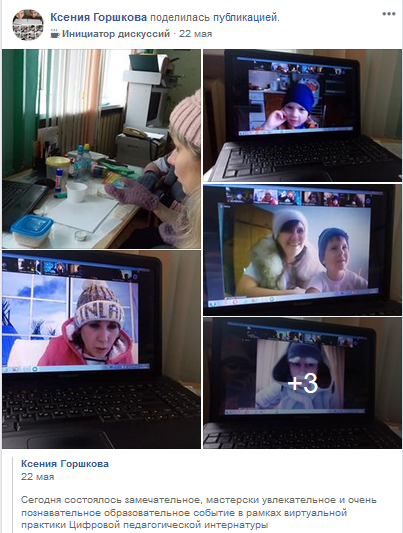 Ксения Горшкова поделилась публикацией.
Инициатор дискуссий · 22 мая
+3
Ксения Горшкова
22 мая
Сегодня состоялось замечательное, мастерски увлекательное и очень
познавательное образовательное событие в рамках виртуальной
практики Цифровой педагогической интернатуры